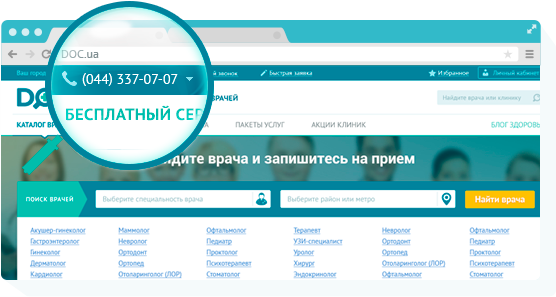 DOC.ua
Ваш город
(044) 337-07-07
й звонок
Быстрая заявка
Избранное
Личный кабинет
БЕСПЛАТНЫЙ СЕР
ВРАЧЕЙ
Найдите врача или клинику
КАТАЛОГ ВР
ПАКЕТЫ УСЛУГ
АКЦИИ КЛИНИК
БЛОГ ЗДОРОВЬ
йдите врача и запишитесь на прием
ПОИСК ВРАЧЕЙ
Выберите специальность врача
Выберите район или метро
Найти врача
Акушер-гинеколог
Маммолог
Офтальмолог
Терапевт
Невролог
Офтальмолог
Гастроэнтеролог
Невролог
Педиатр
УЗИ-специалист
Ортодонт
Педиатр
Гинеколог
Ортодонт
Проктолог
Уролог
Ортопед
Проктолог
Дерматолог
Ортопед
Психотерапевт
Хирург
Отоларинголог (ЛОР)
Психотерапевт
Кардиолог
Отоларинголог (ЛОР)
Стоматолог
Эндокринолог
Офтальмолог
Стоматолог